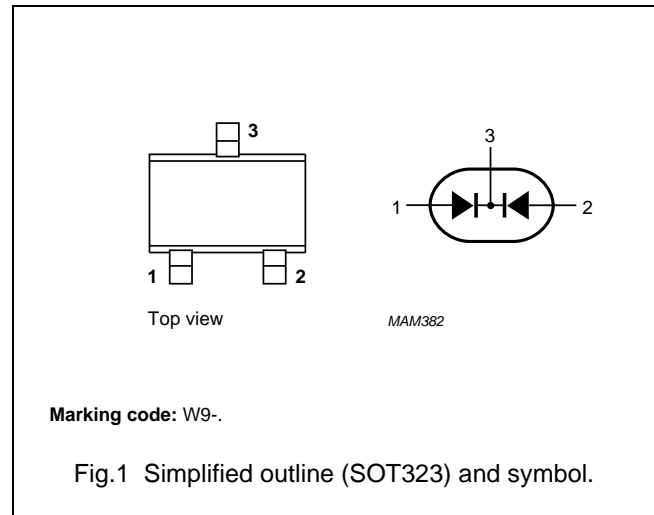 3
1
2
Top view
3
1
2
MAM382
Marking code: W9-.
Fig.1 Simplified outline (SOT323) and symbol.